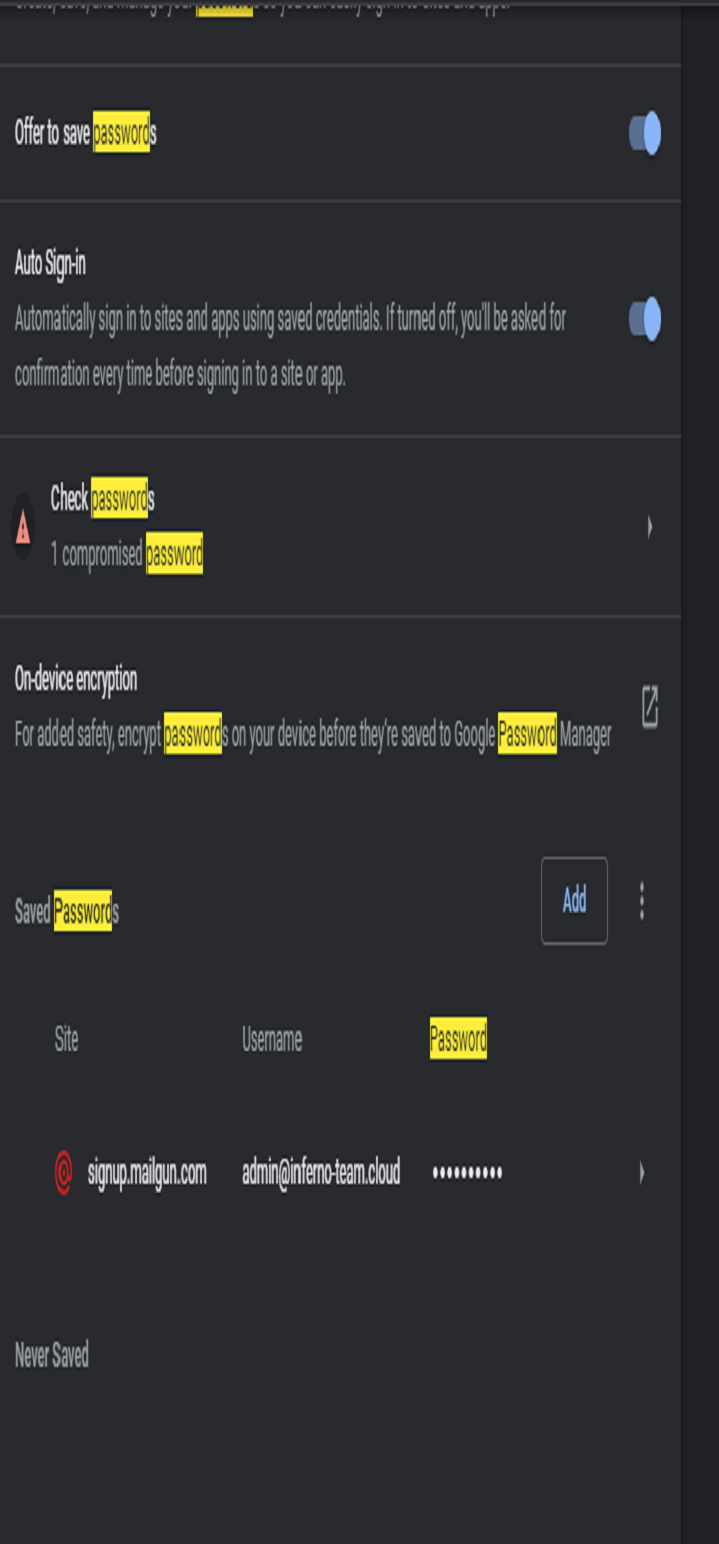 create, save, and manage your passwords so you can easily sign in to sites and apps.
Offer to save passwords
Auto Sign-in
Automatically sign in to sites and apps using saved credentials. If turned off, you'll be asked for
confirmation every time before signing in to a site or app.
Check passwords
1 compromised password
On-device encryption
For added safety, encrypt passwords on your device before they're saved to Google Password Manager
Saved Passwords
Add
Site Username Password
signup.mailgun.com admin@inferno-team.cloud ••••••••••
Never Saved